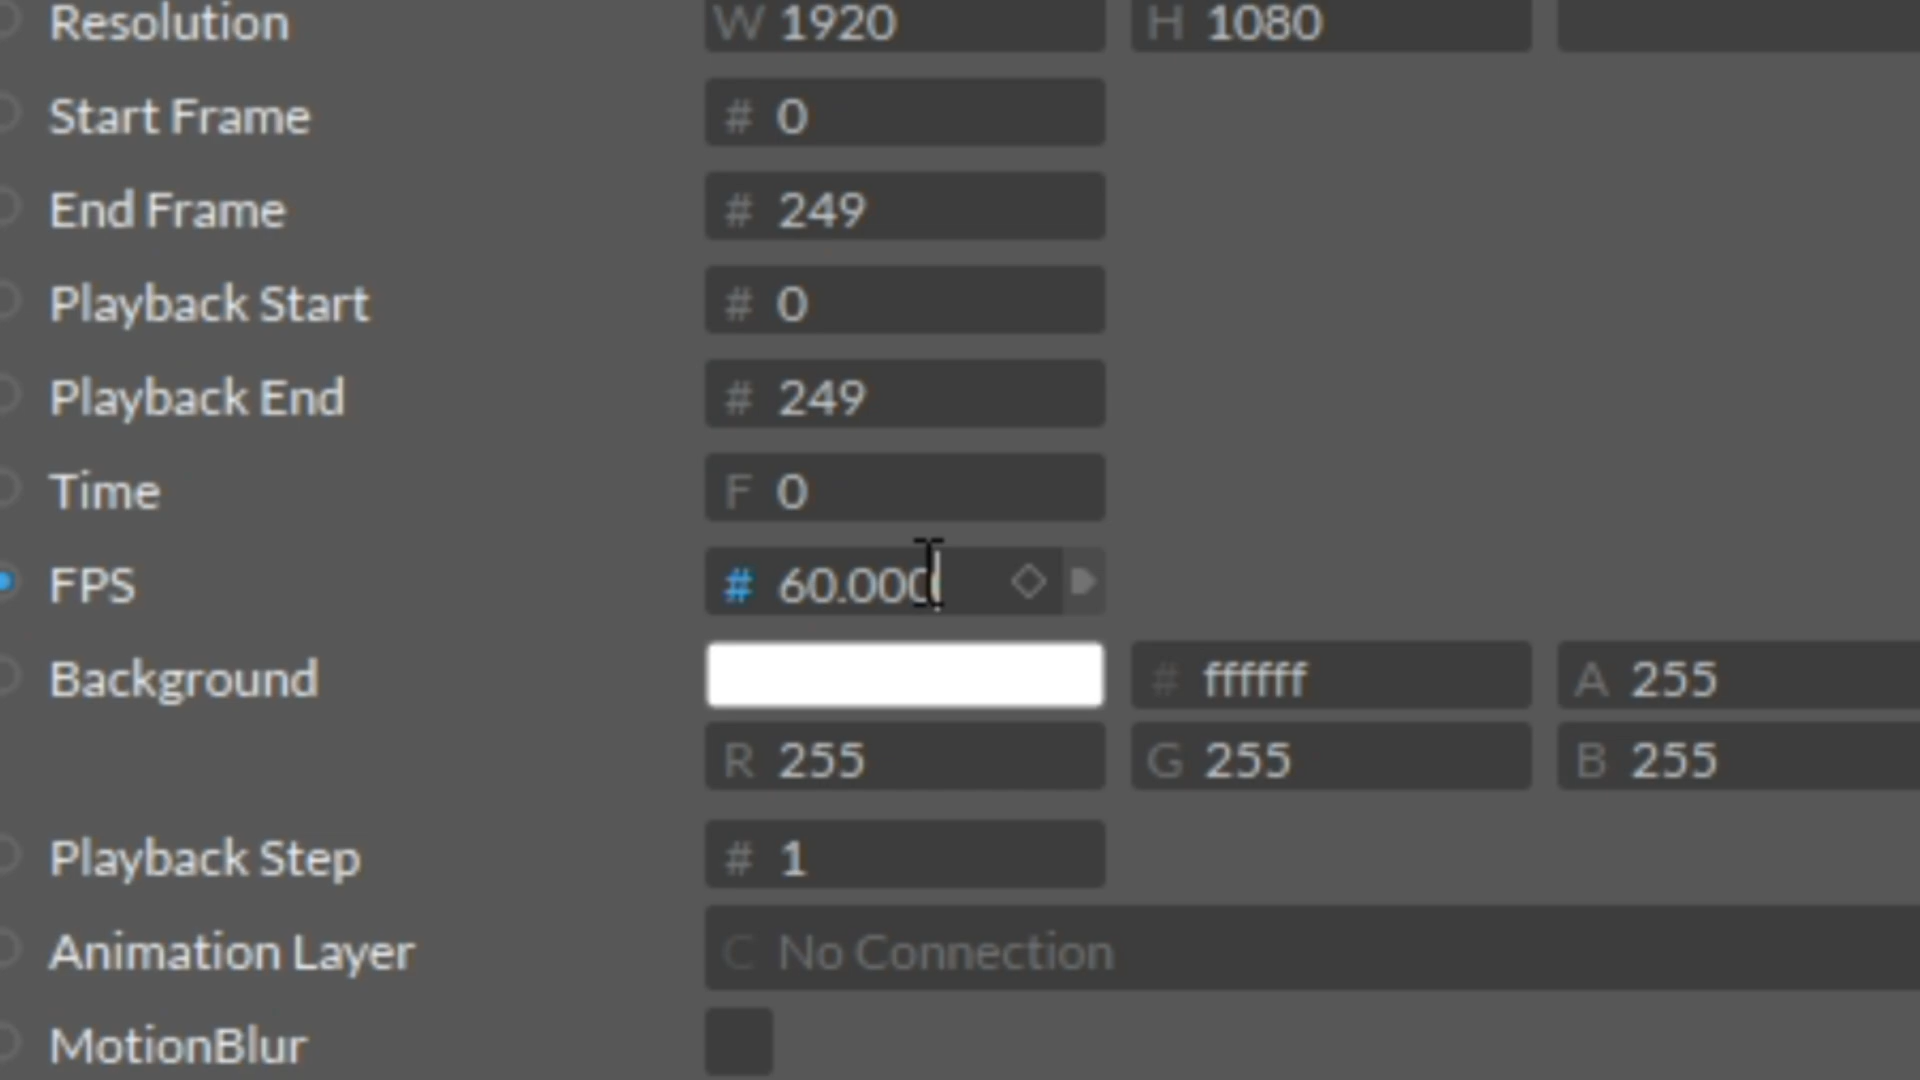 Resolution W 1920 H 1080
Start Frame # 0
End Frame # 249
Playback Start # 0
Playback End # 249
Time F 0
FPS # 60.000
Background # ffffff A 255
R 255 G 255 B 255
Playback Step # 1
Animation Layer C No Connection
MotionBlur